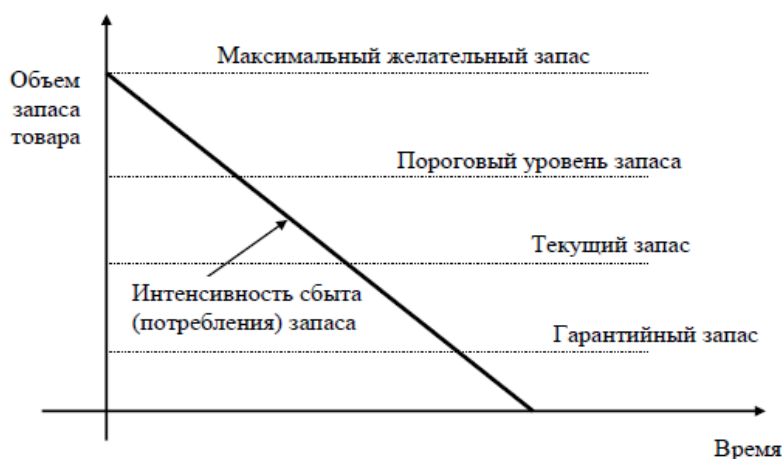 Максимальный желательный запас
Объем
запаса
товара
Пороговый уровень запаса
Текущий запас
Интенсивность сбыта
(потребления) запаса
Гарантийный запас
Время